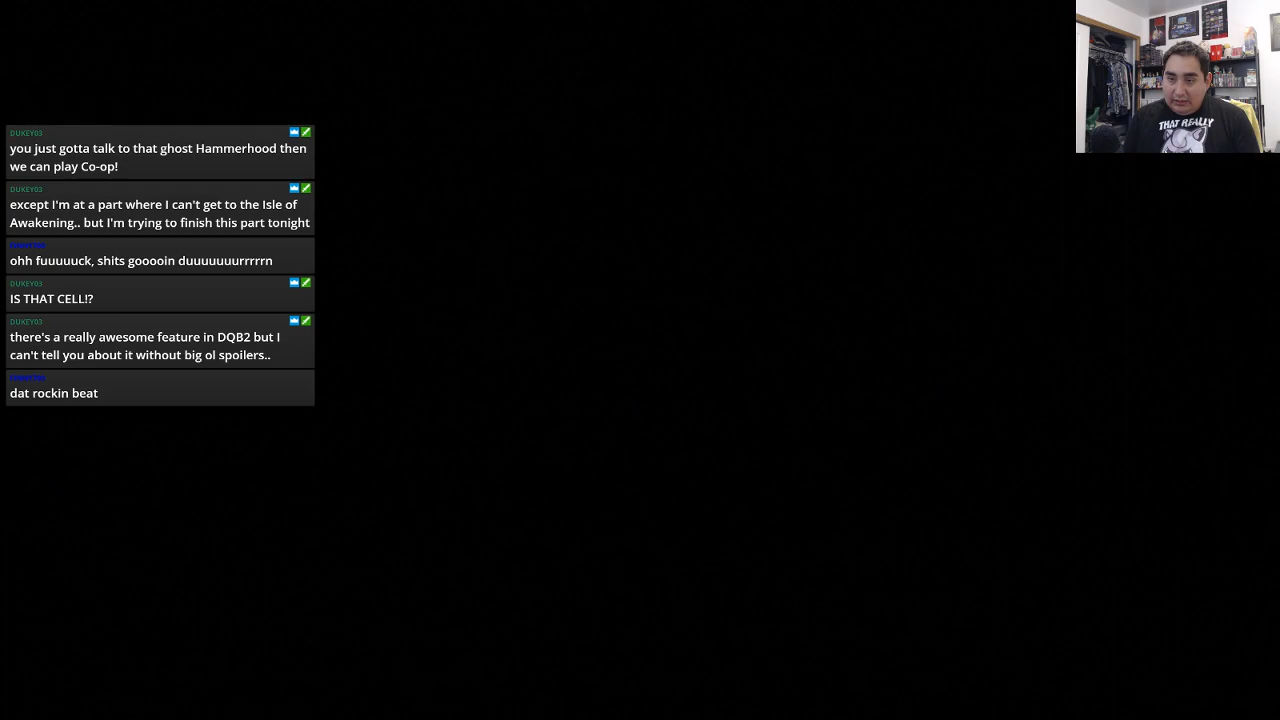 DUKEY03
you just gotta talk to that ghost Hammerhood then
we can play Co-op!
DUKEY03
except I'm at a part where I can't get to the Isle of
Awakening.. but I'm trying to finish this part tonight
ohh fuuuuuck, shits gooooin duuuuuuurrrrrn
DUKEY03
IS THAT CELL!?
DUKEY03
there's a really awesome feature in DQB2 but I
can't tell you about it without big ol spoilers..
dat rockin beat
THAT REALLY